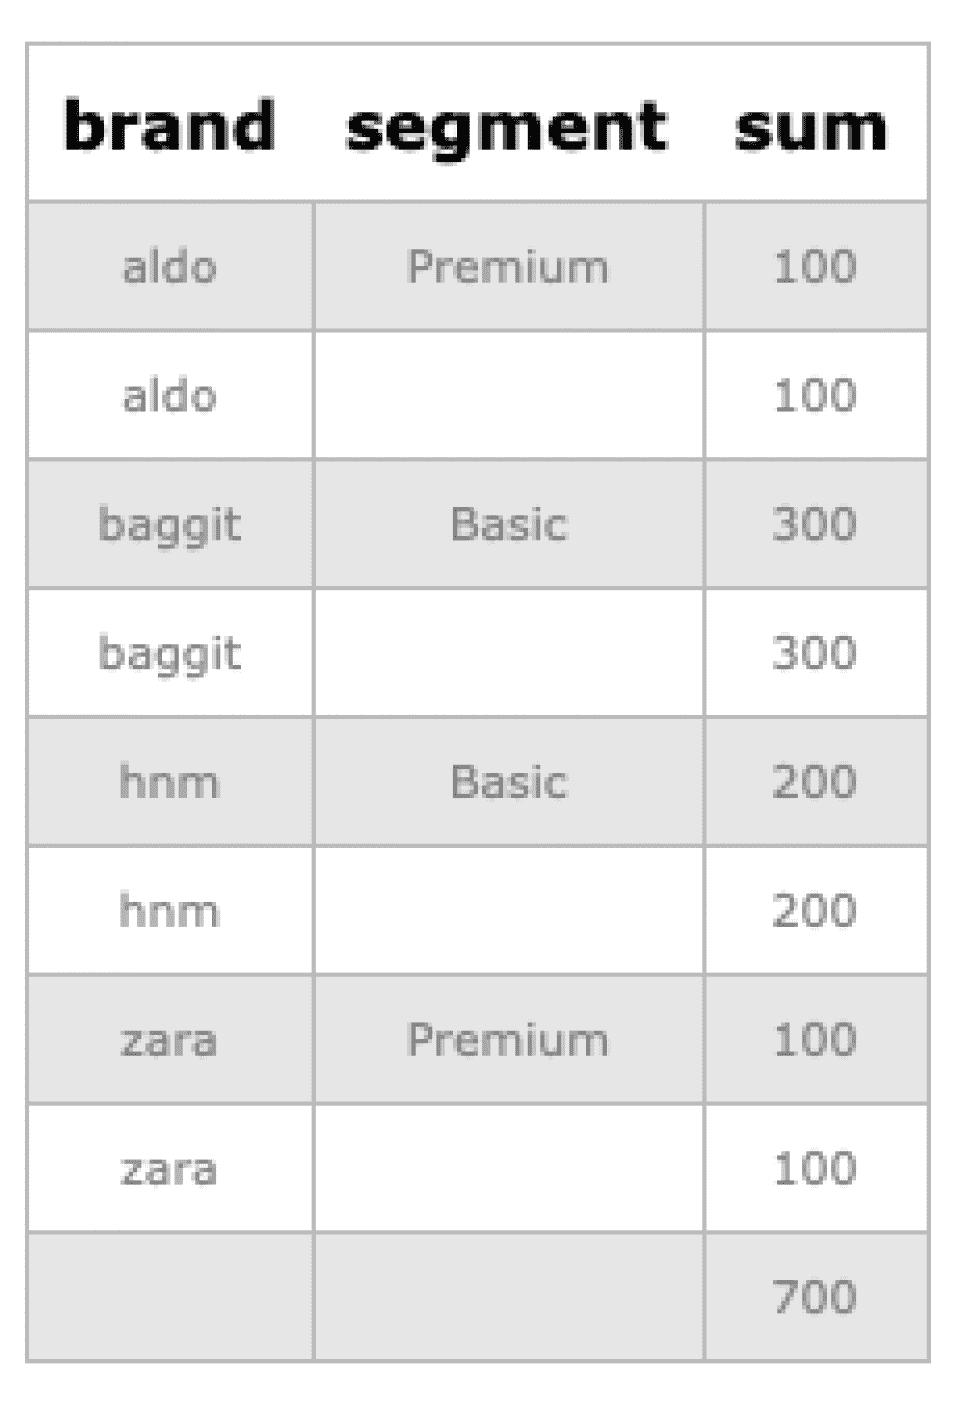 brand segment sum
aldo Premium 100
aldo 100
baggit Basic 300
baggit 300
hnm Basic 200
hnm 200
zara Premium 100
zara 100
700